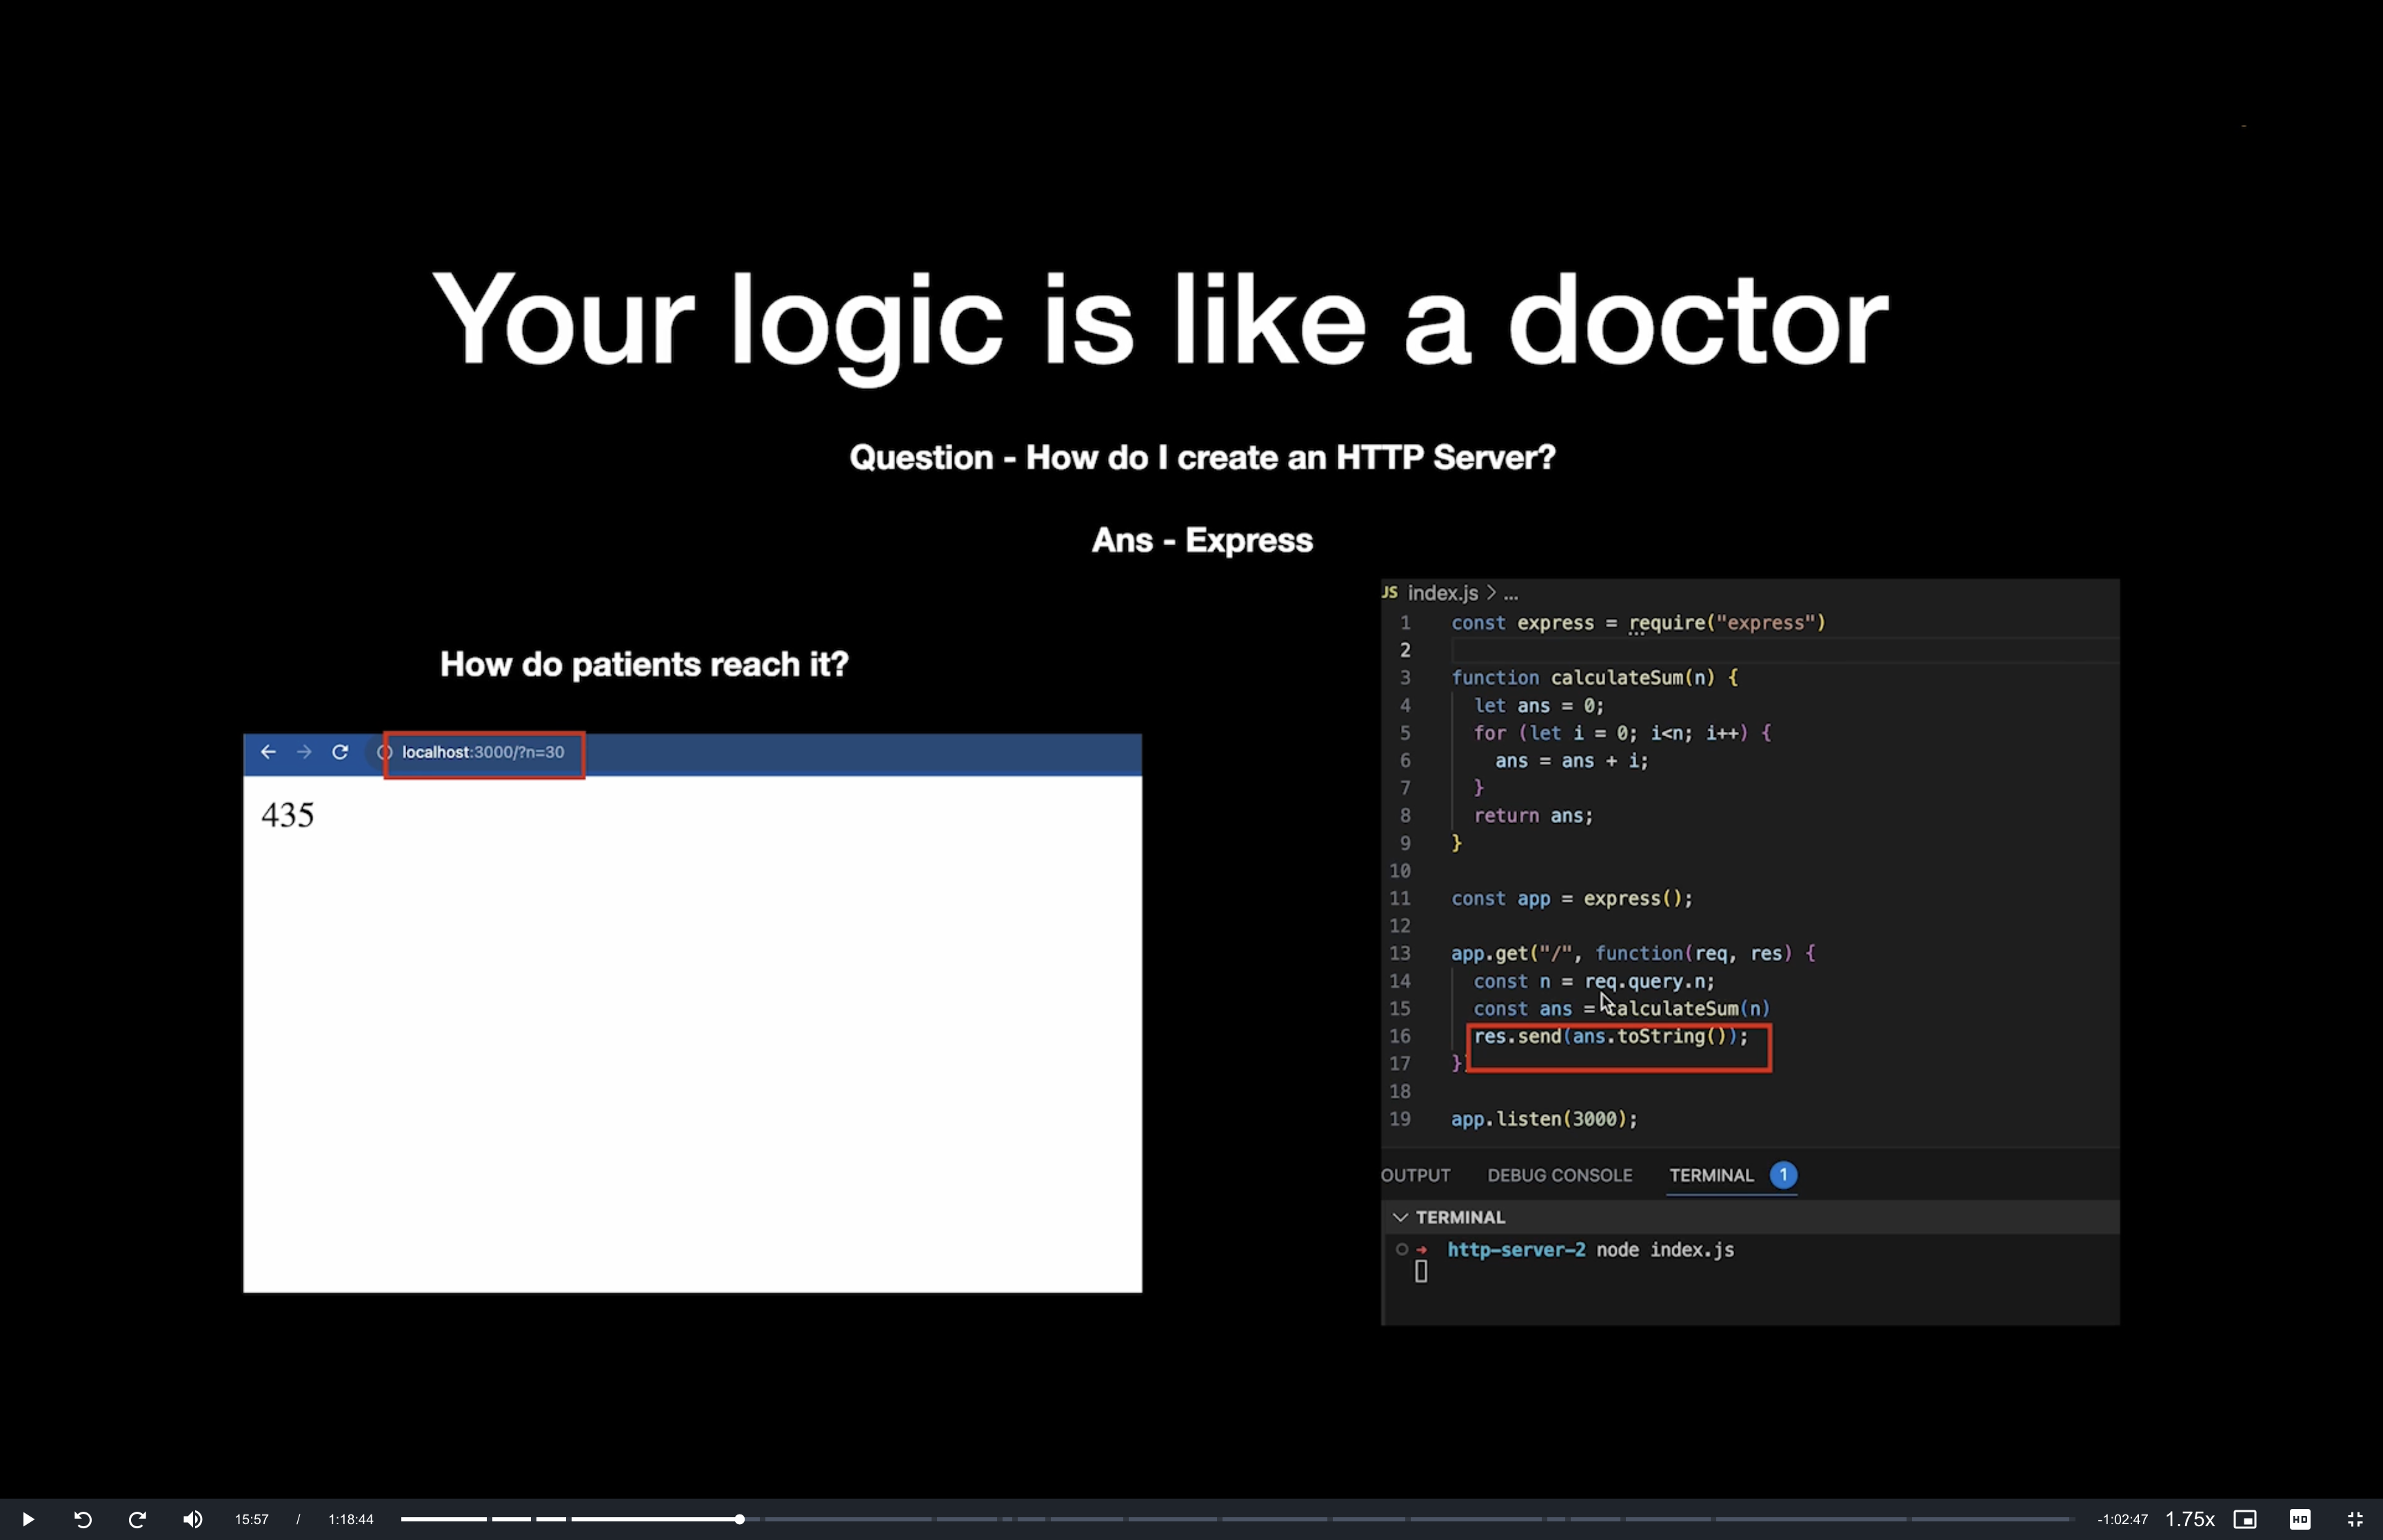 Your logic is like a doctor
Question - How do I create an HTTP Server?
Ans - Express
How do patients reach it?
localhost:3000/?n=30
435
JS index.js > ...
1 const express = require("express")
2
3 function calculateSum(n) {
4 let ans = 0;
5 for (let i = 0; i<n; i++) {
6 ans = ans + i;
7 }
8 return ans;
9 }
10
11 const app = express();
12
13 app.get("/", function(req, res) {
14 const n = req.query.n;
15 const ans = calculateSum(n)
16 res.send(ans.toString());
17 })
18
19 app.listen(3000);
OUTPUT DEBUG CONSOLE TERMINAL 1
TERMINAL
http-server-2 node index.js
15:57 / 1:18:44 -1:02:47 1.75x HD